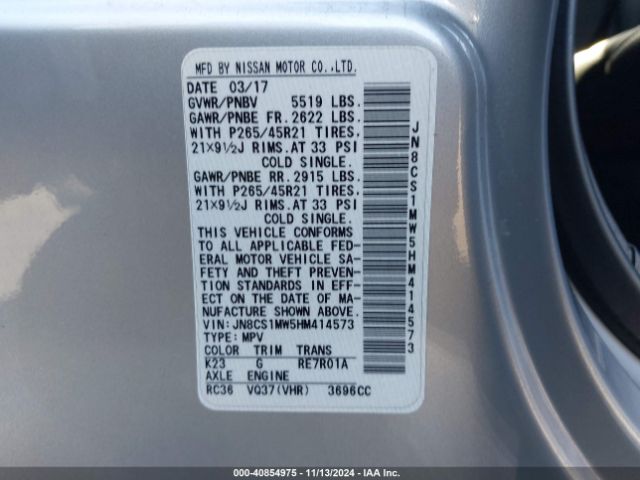 MFD BY NISSAN MOTOR CO.,LTD.
DATE 03/17
GVWR/PNBV 5519 LBS.
GAWR/PNBE FR.2622 LBS.
WITH P265/45R21 TIRES,
21X9½J RIMS.AT 33 PSI
COLD SINGLE.
GAWR/PNBE RR.2915 LBS.
WITH P265/45R21 TIRES,
21X9½J RIMS.AT 33 PSI
COLD SINGLE.
THIS VEHICLE CONFORMS
TO ALL APPLICABLE FED-
ERAL MOTOR VEHICLE SA-
FETY AND THEFT PREVEN-
TION STANDARDS IN EFF-
ECT ON THE DATE OF MA-
NUFACTURE SHOWN ABOVE.
VIN:JN8CS1MW5HM414573
TYPE:MPV
COLOR TRIM TRANS
K23 G RE7R01A
AXLE ENGINE
RC36 VQ37(VHR) 3696CC
JN8CS1MW5HM414573
000-40854975 - 11/13/2024 - IAA Inc.